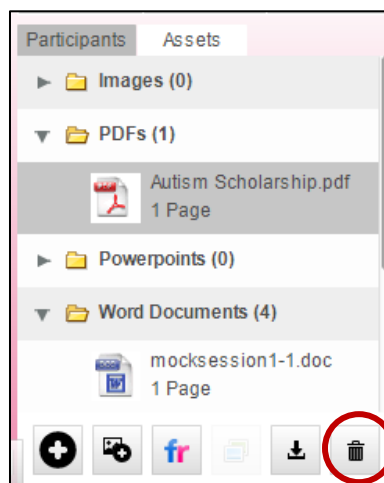 Participants Assets
Images (0)
PDFs (1)
Autism Scholarship.pdf
1 Page
Powerpoints (0)
Word Documents (4)
mocksession1-1.doc
1 Page
fr